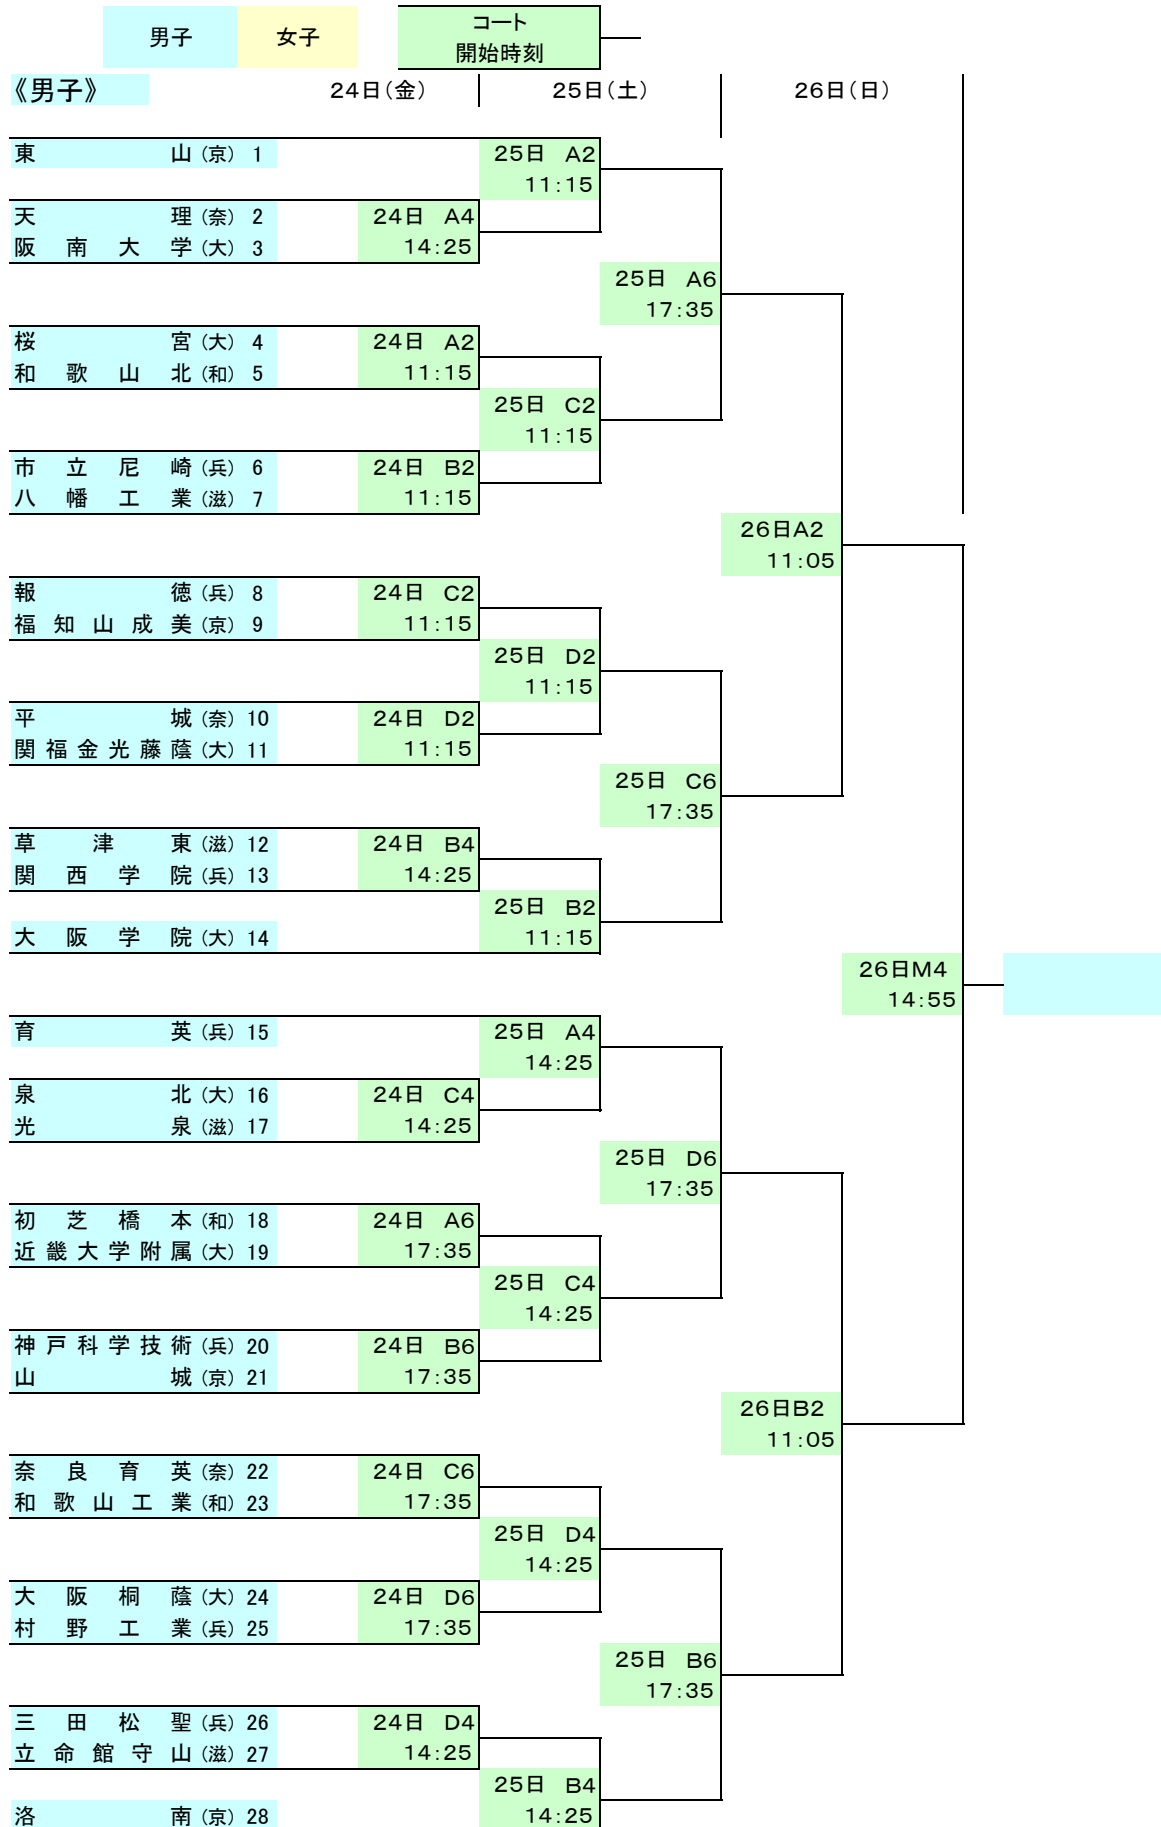 男子 女子 コート
開始時刻
《男子》 24日(金) 25日(土) 26日(日)
東山(京) 1 25日 A2
11:15
天理(奈) 2 24日 A4
阪南大学(大) 3 14:25
25日 A6
17:35
桜宮(大) 4 24日 A2
和歌山北(和) 5 11:15
25日 C2
11:15
市立尼崎(兵) 6 24日 B2
八幡工業(滋) 7 11:15
26日A2
11:05
報徳(兵) 8 24日 C2
福知山成美(京) 9 11:15
25日 D2
11:15
平城(奈) 10 24日 D2
関福金光藤蔭(大) 11 11:15
25日 C6
17:35
草津東(滋) 12 24日 B4
関西学院(兵) 13 14:25
25日 B2
大阪学院(大) 14 11:15
26日M4
14:55
育英(兵) 15 25日 A4
14:25
泉北(大) 16 24日 C4
光泉(滋) 17 14:25
25日 D6
17:35
初芝橋本(和) 18 24日 A6
近畿大学附属(大) 19 17:35
25日 C4
14:25
神戸科学技術(兵) 20 24日 B6
山城(京) 21 17:35
26日B2
11:05
奈良育英(奈) 22 24日 C6
和歌山工業(和) 23 17:35
25日 D4
14:25
大阪桐蔭(大) 24 24日 D6
村野工業(兵) 25 17:35
25日 B6
17:35
三田松聖(兵) 26 24日 D4
立命館守山(滋) 27 14:25
25日 B4
洛南(京) 28 14:25